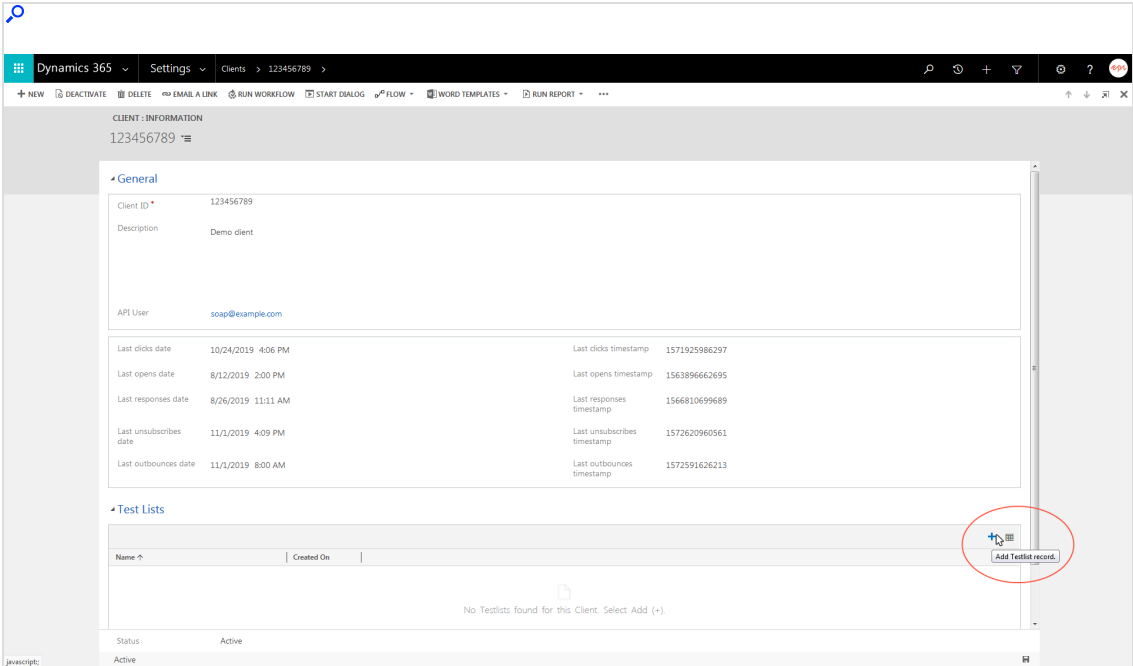 Dynamics 365 Settings Clients > 123456789 >
NEW DEACTIVATE DELETE EMAIL A LINK RUN WORKFLOW START DIALOG FLOW WORD TEMPLATES RUN REPORT ...
CLIENT : INFORMATION
123456789
General
Client ID * 123456789
Description Demo client
API User soap@example.com
Last clicks date 10/24/2019 4:06 PM Last clicks timestamp 1571925986297
Last opens date 8/12/2019 2:00 PM Last opens timestamp 1563896662695
Last responses date 8/26/2019 11:11 AM Last responses timestamp 1566810699689
Last unsubscribes date 11/1/2019 4:09 PM Last unsubscribes timestamp 1572620960561
Last outbounces date 11/1/2019 8:00 AM Last outbounces timestamp 1572591626213
Test Lists
Add Testlist record.
Name ↑ Created On
No Testlists found for this Client. Select Add (+).
Status Active
javascript:; Active